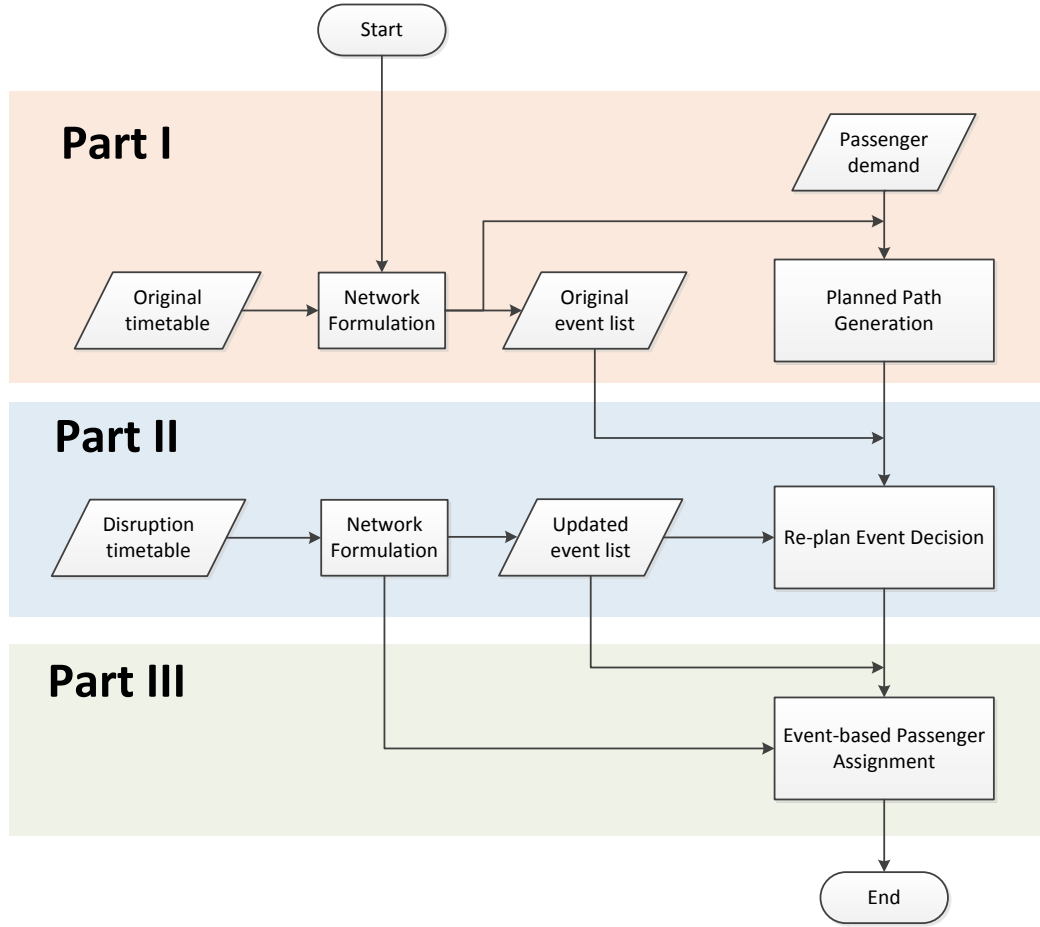 Start
Part I
Passenger
demand
Original
timetable
Network
Formulation
Original
event list
Planned Path
Generation
Part II
Disruption
timetable
Network
Formulation
Updated
event list
Re-plan Event Decision
Part III
Event-based Passenger
Assignment
End